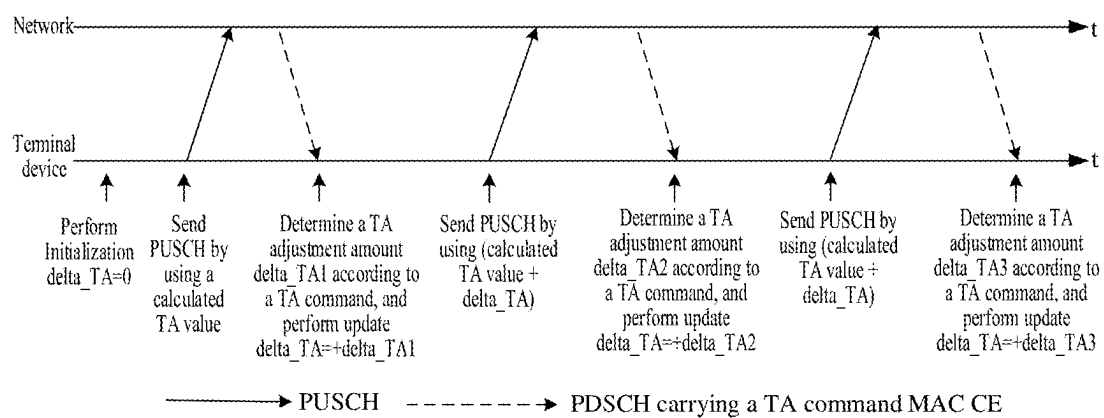 Network
t
Terminal
device
t
Perform
Initialization
delta_TA=0
Send
PUSCH by
using a
calculated
TA value
Determine a TA
adjustment amount
delta_TA1 according to
a TA command, and
perform update
delta_TA=+delta_TA1
Send PUSCH by
using (calculated
TA value +
delta_TA)
Determine a TA
adjustment amount
delta_TA2 according to
a TA command, and
perform update
delta_TA=+delta_TA2
Send PUSCH by
using (calculated
TA value +
delta_TA)
Determine a TA
adjustment amount
delta_TA3 according to
a TA command, and
perform update
delta_TA=+delta_TA3
PUSCH
PDSCH carrying a TA command MAC CE